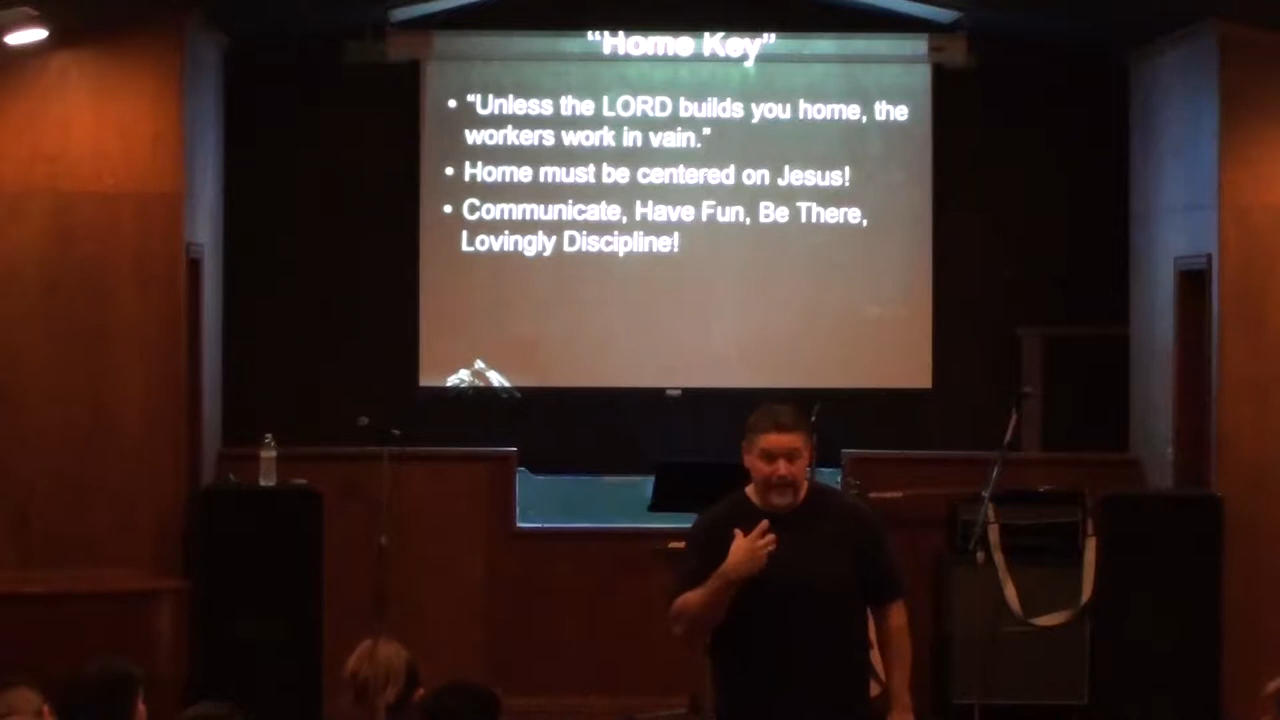 “Home Key”
• “Unless the LORD builds you home, the
workers work in vain.”
• Home must be centered on Jesus!
• Communicate, Have Fun, Be There,
Lovingly Discipline!